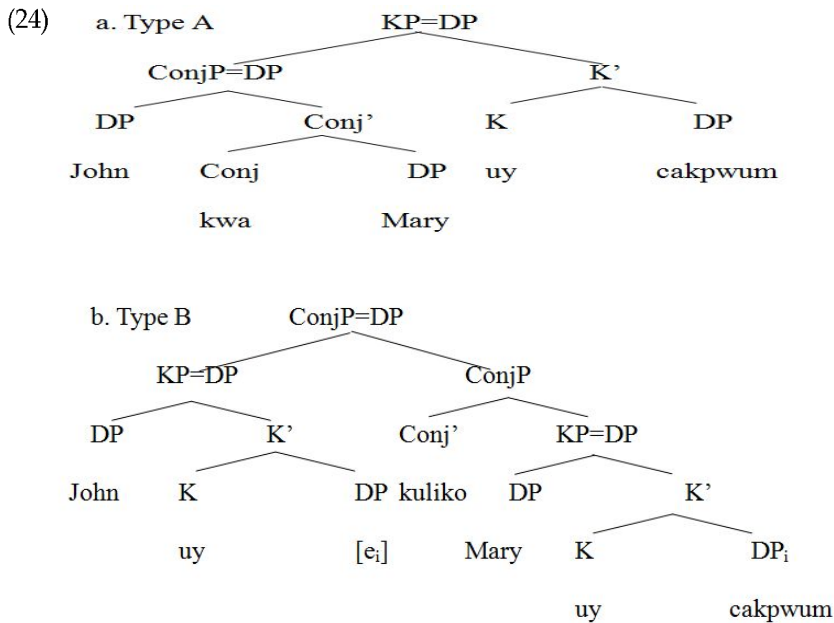 (24) a. Type A KP=DP
ConjP=DP K’
DP Conj’ K DP
John Conj DP uy cakpwum
kwa Mary
b. Type B ConjP=DP
KP=DP ConjP
DP K’ Conj’ KP=DP
John K DP kuliko DP K’
uy [eᵢ] Mary K DPᵢ
uy cakpwum